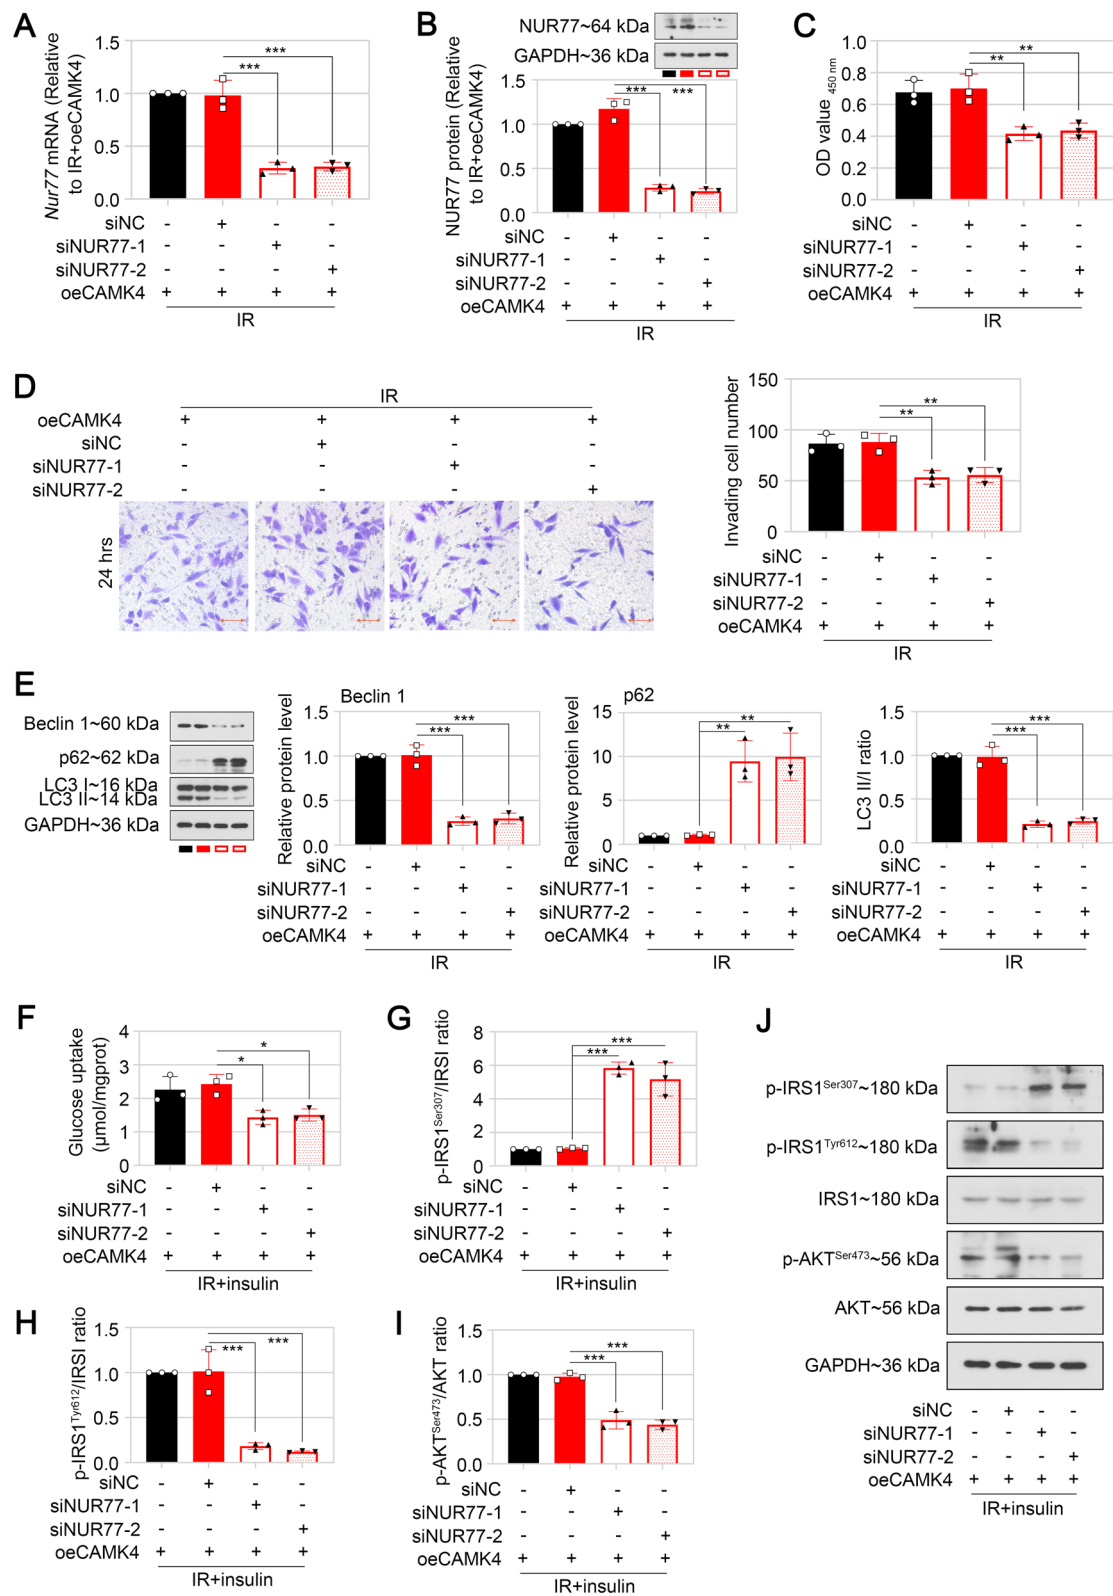 A
Nur77 mRNA (Relative
to IR+oeCAMK4)
1.5
1.0
0.5
0.0
***
***
siNC - + - -
siNUR77-1 - - + -
siNUR77-2 - - - +
oeCAMK4 + + + +
IR
B
NUR77~64 kDa
GAPDH~36 kDa
NUR77 protein (Relative
to IR+oeCAMK4)
1.5
1.0
0.5
0.0
*** ***
siNC - + - -
siNUR77-1 - - + -
siNUR77-2 - - - +
oeCAMK4 + + + +
IR
C
OD value 450 nm
1.0
0.8
0.6
0.4
0.2
0.0
**
**
siNC - + - -
siNUR77-1 - - + -
siNUR77-2 - - - +
oeCAMK4 + + + +
IR
D
IR
oeCAMK4 + + + +
siNC - + - -
siNUR77-1 - - + -
siNUR77-2 - - - +
24 hrs
Invading cell number
150
100
50
0
**
**
siNC - + - -
siNUR77-1 - - + -
siNUR77-2 - - - +
oeCAMK4 + + + +
IR
E
Beclin 1~60 kDa
p62~62 kDa
LC3 I~16 kDa
LC3 II~14 kDa
GAPDH~36 kDa
Beclin 1
Relative protein level
1.5
1.0
0.5
0.0
***
***
siNC - + - -
siNUR77-1 - - + -
siNUR77-2 - - - +
oeCAMK4 + + + +
IR
p62
Relative protein level
15
10
5
0
**
**
siNC - + - -
siNUR77-1 - - + -
siNUR77-2 - - - +
oeCAMK4 + + + +
IR
LC3 II/I ratio
1.5
1.0
0.5
0.0
***
***
siNC - + - -
siNUR77-1 - - + -
siNUR77-2 - - - +
oeCAMK4 + + + +
IR
F
Glucose uptake
(μmol/mgprot)
4
3
2
1
0
*
*
siNC - + - -
siNUR77-1 - - + -
siNUR77-2 - - - +
oeCAMK4 + + + +
IR+insulin
G
p-IRS1Ser307/IRSI ratio
8
6
4
2
0
***
***
siNC - + - -
siNUR77-1 - - + -
siNUR77-2 - - - +
oeCAMK4 + + + +
IR+insulin
H
p-IRS1Tyr612/IRSI ratio
1.5
1.0
0.5
0.0
*** ***
siNC - + - -
siNUR77-1 - - + -
siNUR77-2 - - - +
oeCAMK4 + + + +
IR+insulin
I
p-AKTSer473/AKT ratio
1.5
1.0
0.5
0.0
***
***
siNC - + - -
siNUR77-1 - - + -
siNUR77-2 - - - +
oeCAMK4 + + + +
IR+insulin
J
p-IRS1Ser307~180 kDa
p-IRS1Tyr612~180 kDa
IRS1~180 kDa
p-AKTSer473~56 kDa
AKT~56 kDa
GAPDH~36 kDa
siNC - + - -
siNUR77-1 - - + -
siNUR77-2 - - - +
oeCAMK4 + + + +
IR+insulin